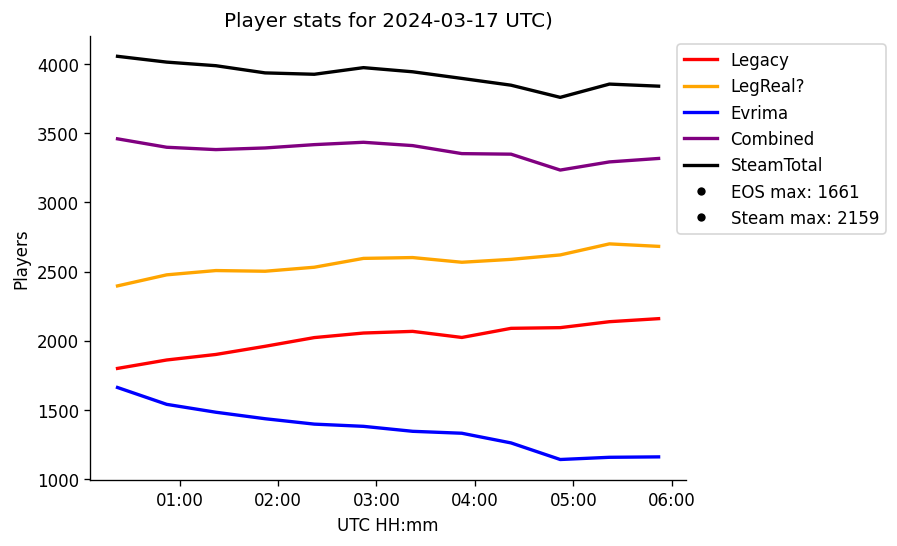 Player stats for 2024-03-17 UTC)
4000
3500
3000
2500
2000
1500
1000
Players
01:00 02:00 03:00 04:00 05:00 06:00
UTC HH:mm
Legacy
LegReal?
Evrima
Combined
SteamTotal
EOS max: 1661
Steam max: 2159